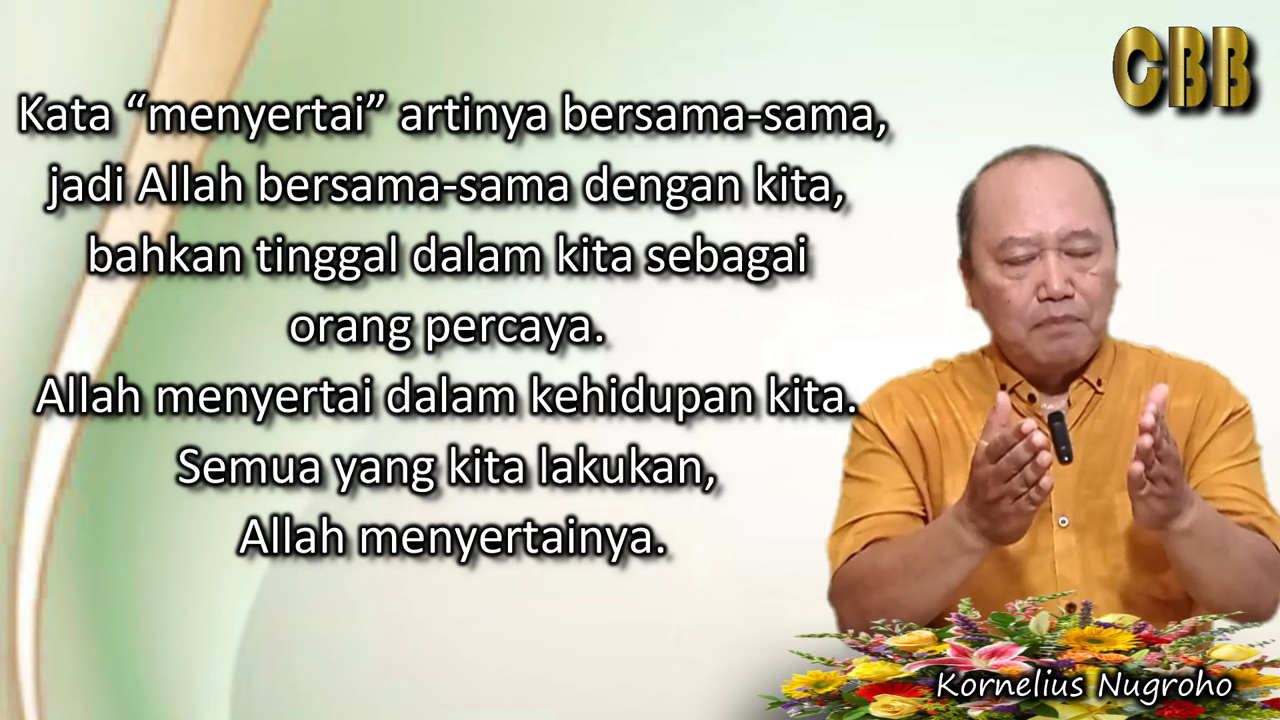 CBB
Kata “menyertai” artinya bersama-sama,
jadi Allah bersama-sama dengan kita,
bahkan tinggal dalam kita sebagai
orang percaya.
Allah menyertai dalam kehidupan kita.
Semua yang kita lakukan,
Allah menyertainya.
Kornelius Nugroho